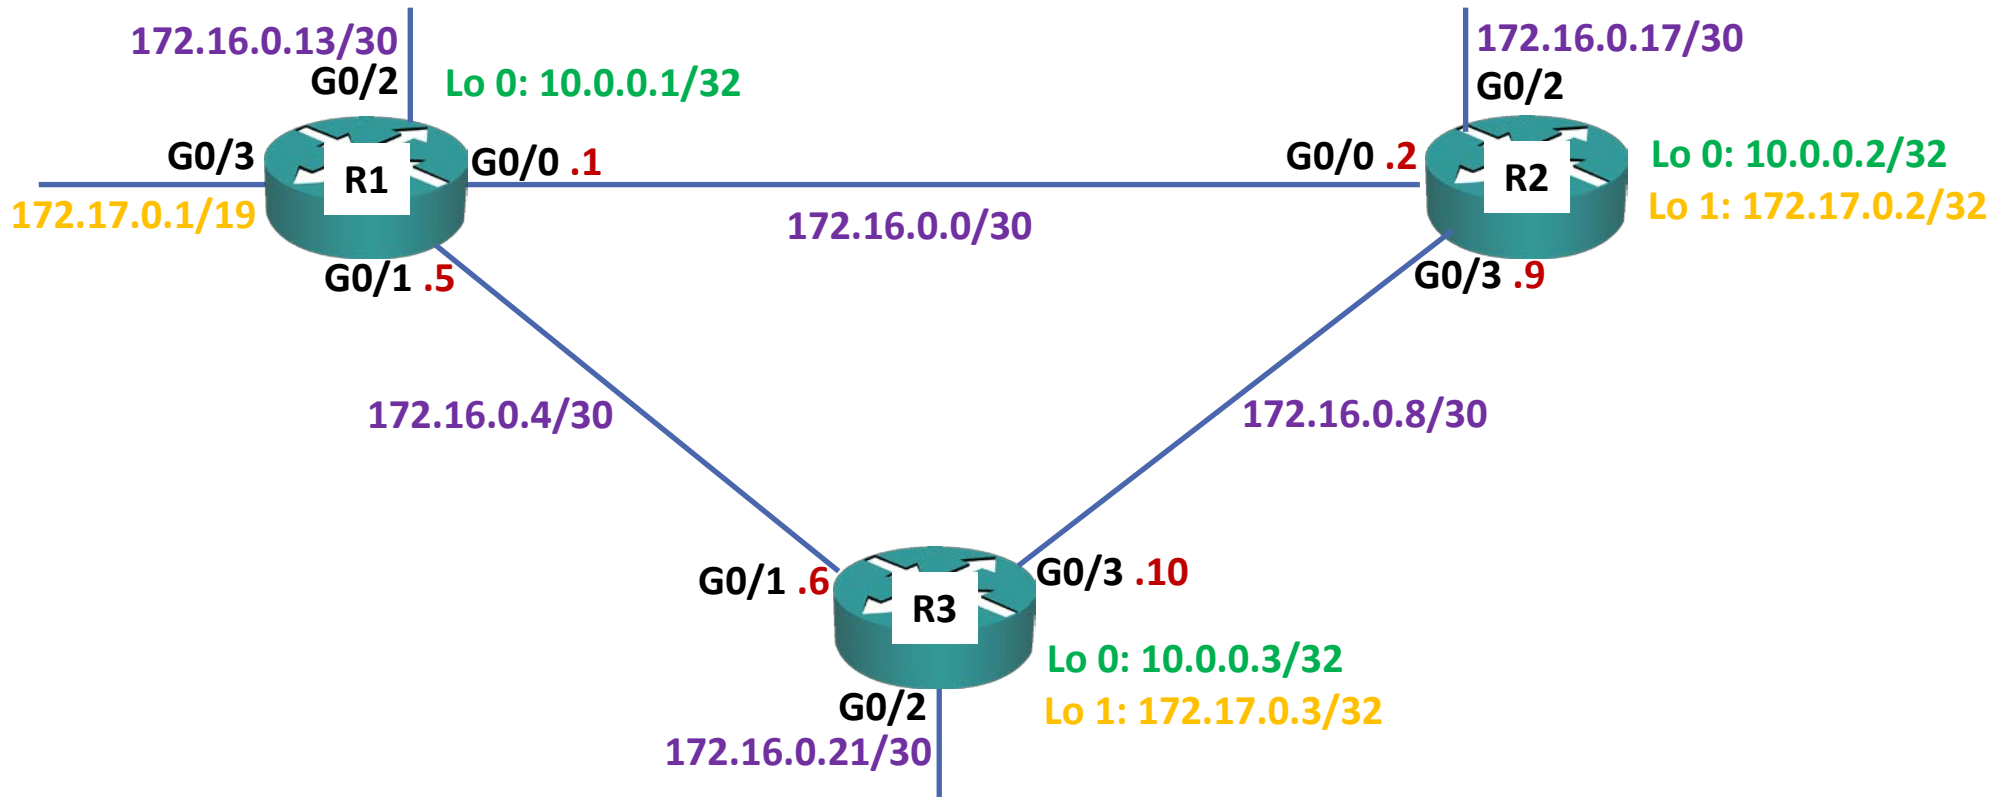 172.16.0.13/30
G0/2
Lo 0: 10.0.0.1/32
172.16.0.17/30
G0/2
G0/3
R1
G0/0 .1
G0/0 .2
R2
Lo 0: 10.0.0.2/32
Lo 1: 172.17.0.2/32
172.17.0.1/19
172.16.0.0/30
G0/1 .5
G0/3 .9
172.16.0.4/30
172.16.0.8/30
G0/1 .6
G0/3 .10
R3
Lo 0: 10.0.0.3/32
Lo 1: 172.17.0.3/32
G0/2
172.16.0.21/30